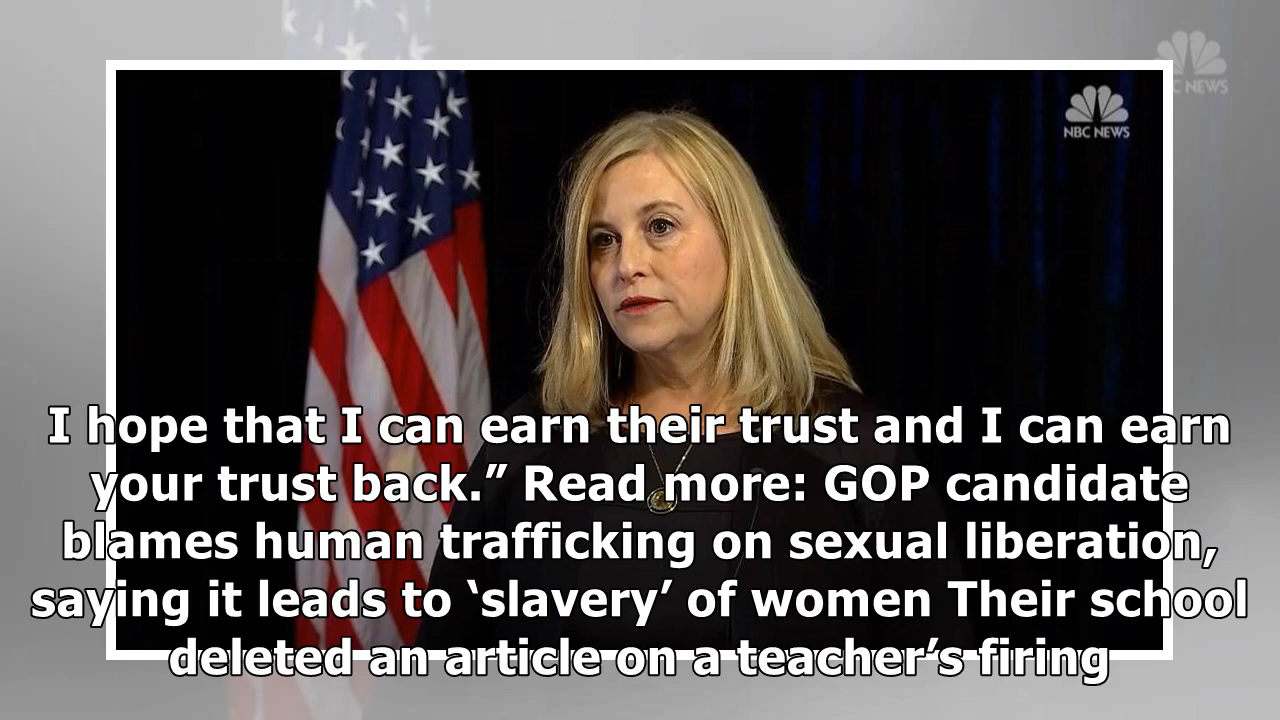 NBC NEWS
C NEWS
I hope that I can earn their trust and I can earn
your trust back.” Read more: GOP candidate
blames human trafficking on sexual liberation,
saying it leads to ‘slavery’ of women Their school
deleted an article on a teacher’s firing